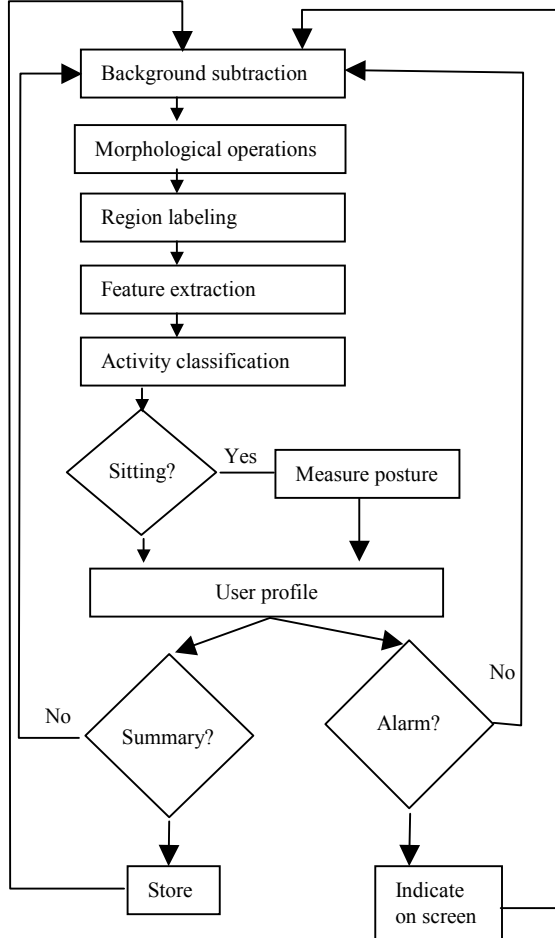 Background subtraction
Morphological operations
Region labeling
Feature extraction
Activity classification
Sitting?
Yes
Measure posture
User profile
No
Summary?
No
Alarm?
Store
Indicate
on screen